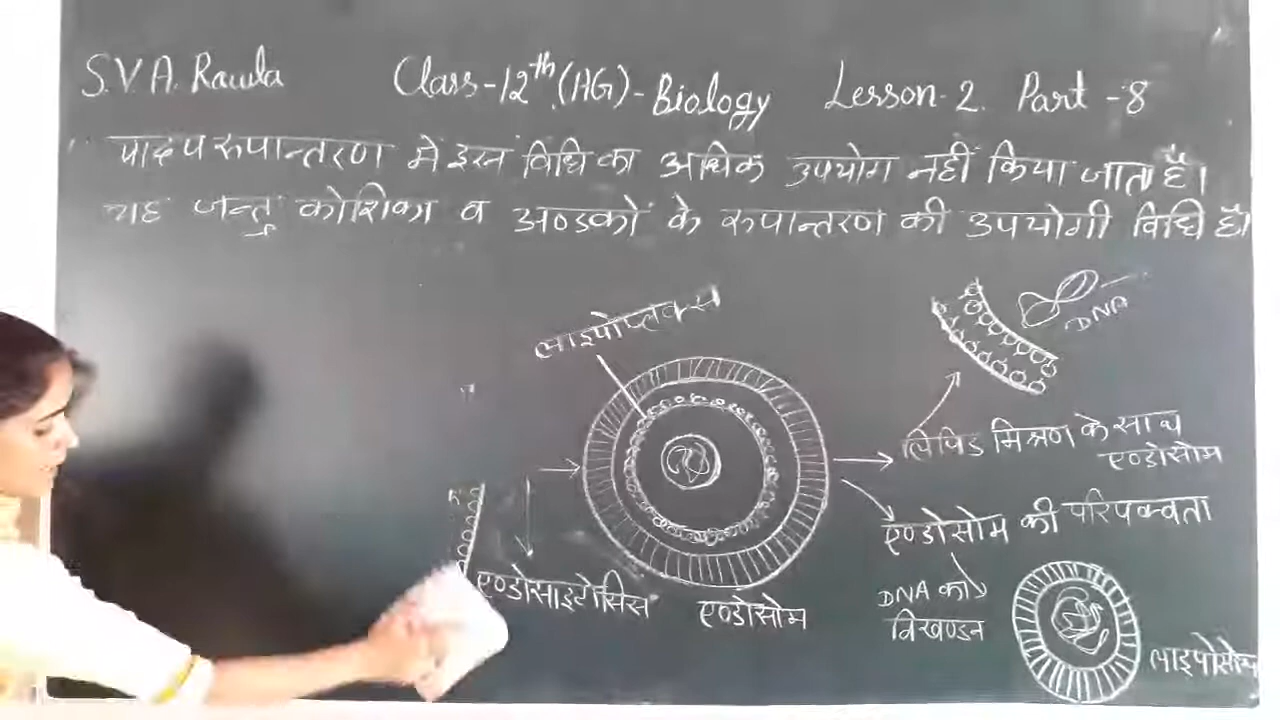 S.V.A. Rawla Class-12th (AG) - Biology Lesson-2. Part -8
पादप रुपान्तरण मे इस विधि का अधिक उपयोग नहीं किया जाता है।
यह जन्तु कोशिका व अण्डकों के रुपान्तरण की उपयोगी विधि है।
लाइपोप्लेक्स
DNA
लिपिड मिश्रण के साथ
एण्डोसोम
एण्डोसोम की परिपक्वता
एण्डोसाइटोसिस
एण्डोसोम
DNA का
विखण्डन
लाइपोसोम